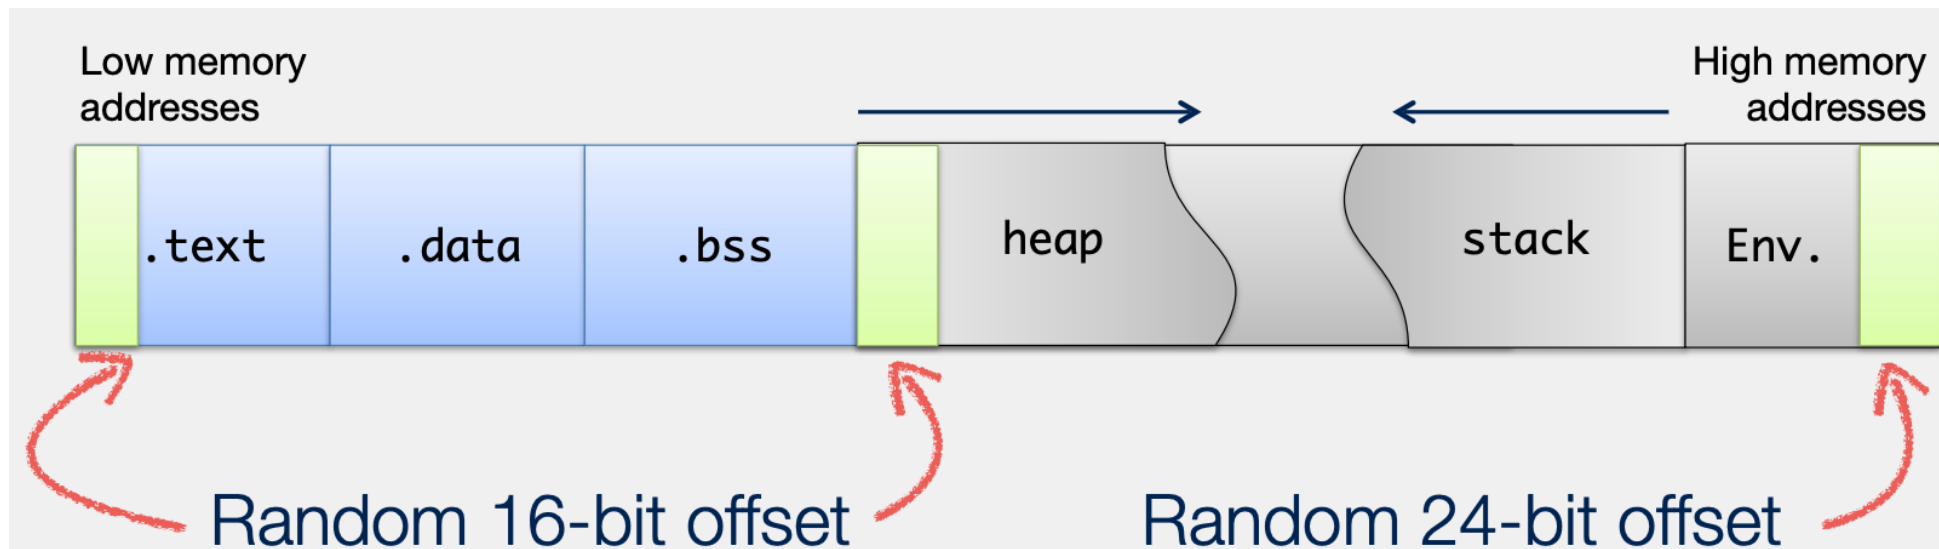 Low memory
addresses
High memory
addresses
.text
.data
.bss
heap
stack
Env.
Random 16-bit offset
Random 24-bit offset